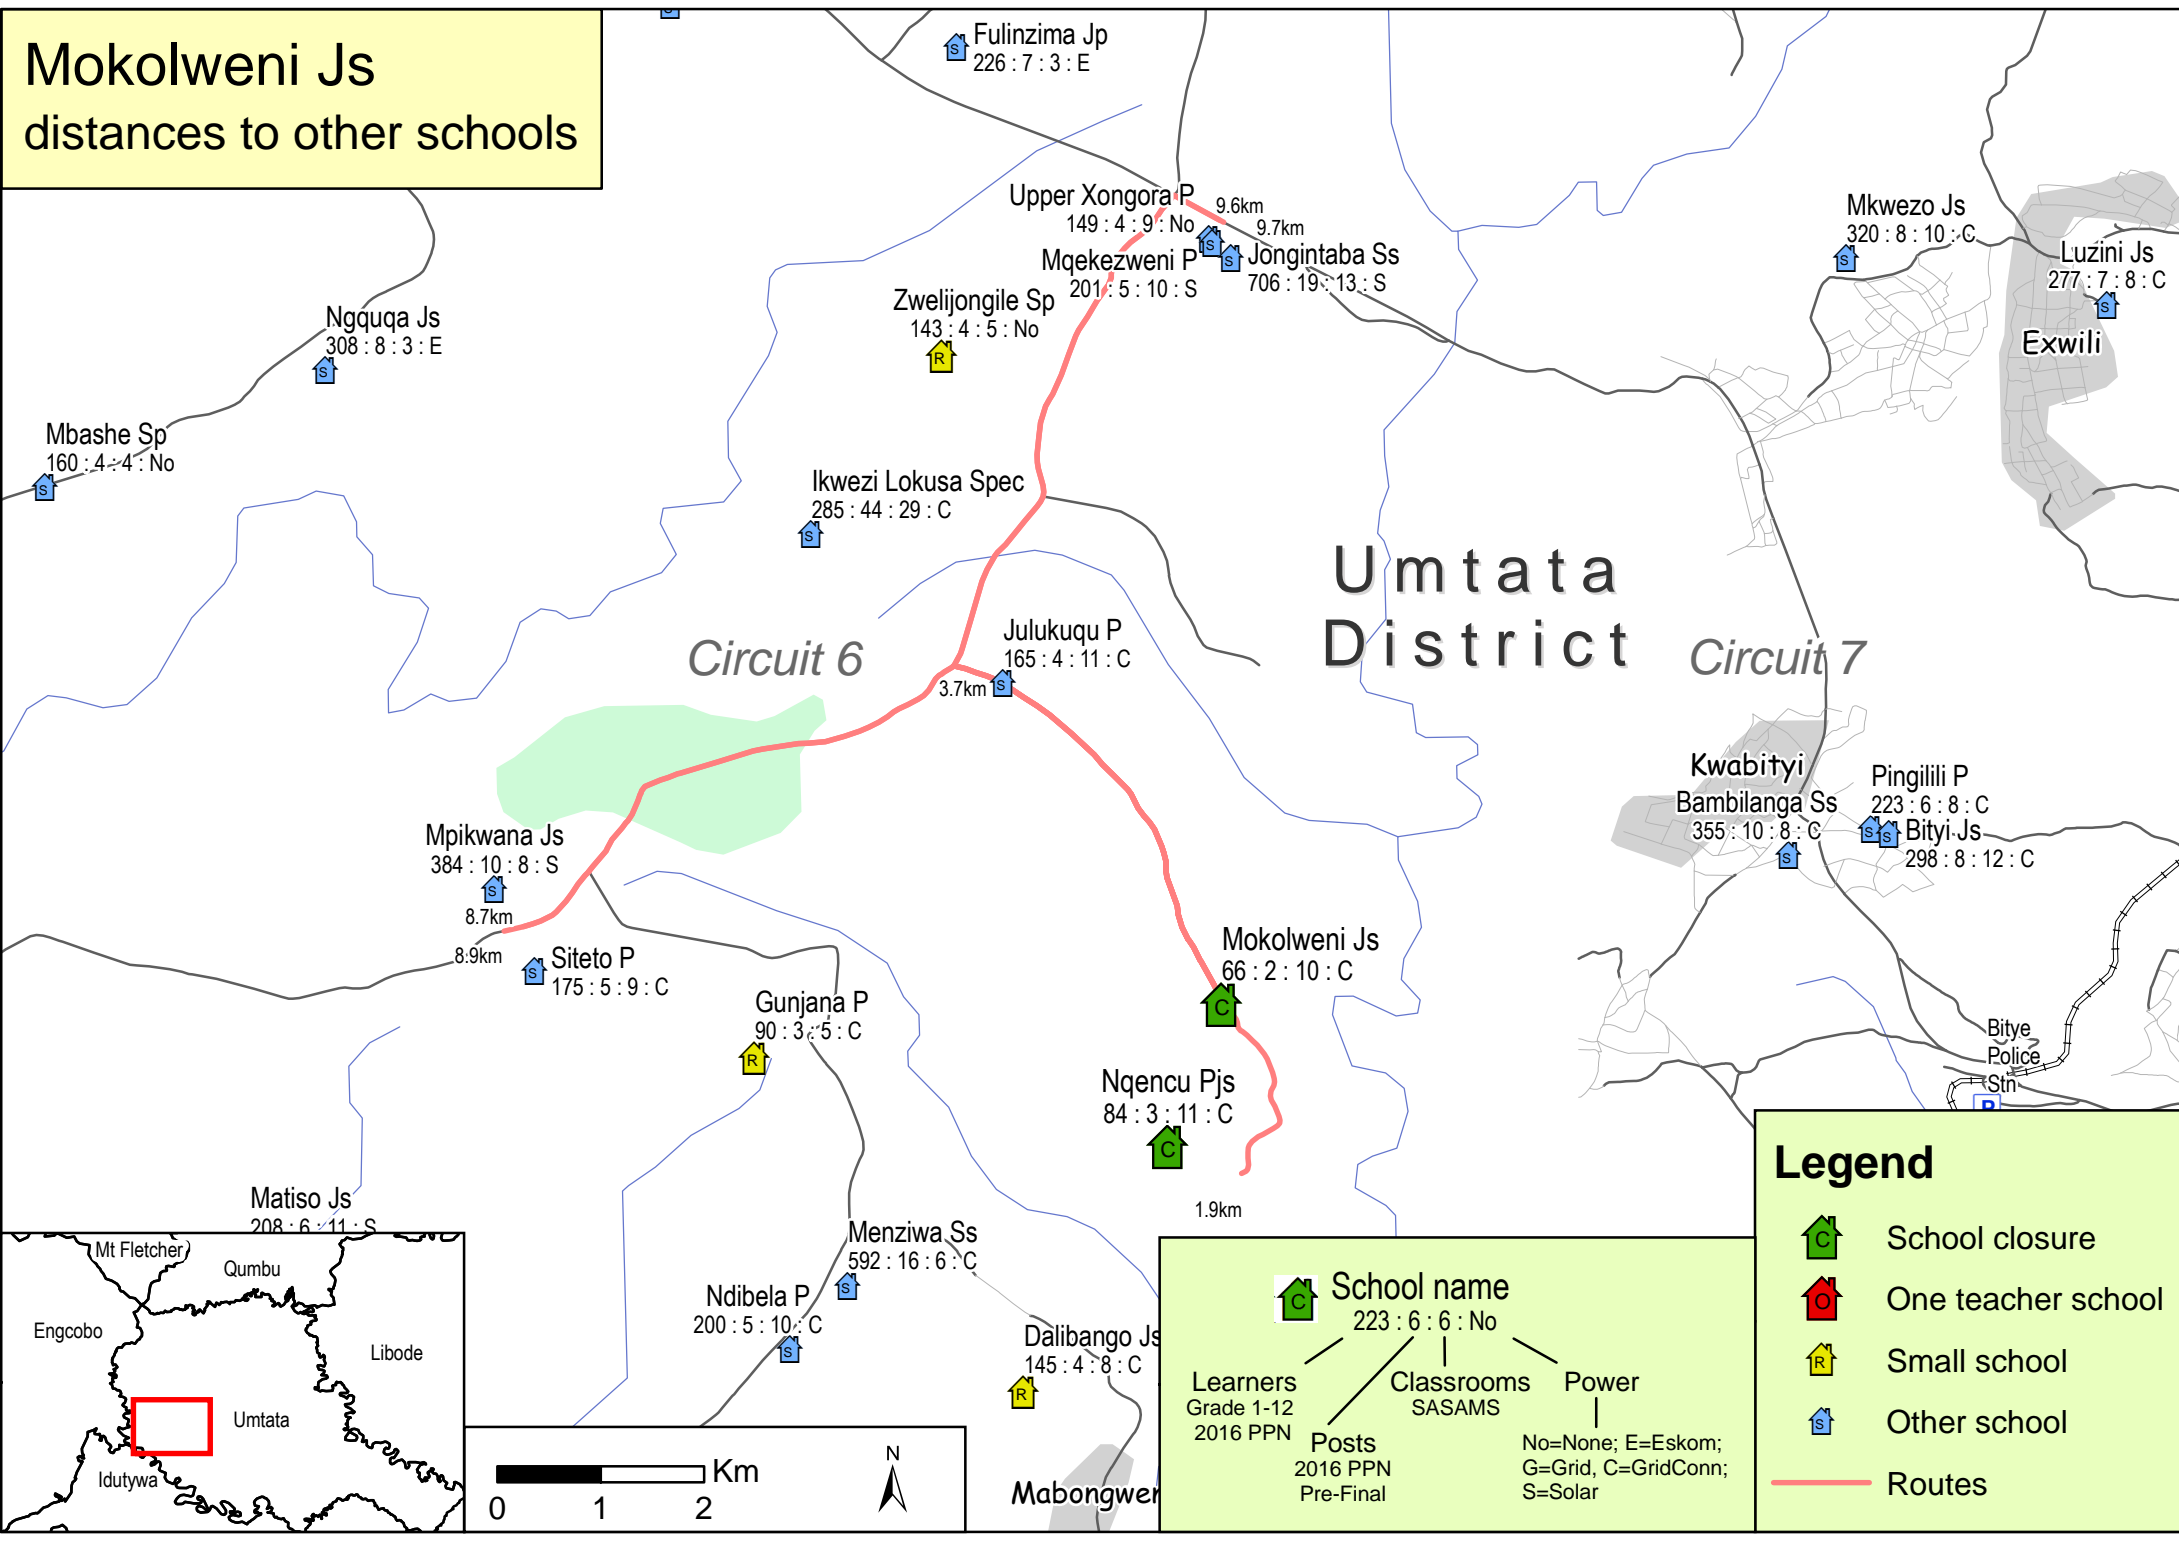 Mokolweni Js
distances to other schools
Fulinzima Jp
226 : 7 : 3 : E
Upper Xongora P
149 : 4 : 9 : No
9.6km
9.7km
Mqekezweni P
201 : 5 : 10 : S
Jongintaba Ss
706 : 19 : 13 : S
Mkwezo Js
320 : 8 : 10 : C
Luzini Js
277 : 7 : 8 : C
Exwili
Zwelijongile Sp
143 : 4 : 5 : No
R
Ngquqa Js
308 : 8 : 3 : E
Mbashe Sp
160 : 4 : 4 : No
Ikwezi Lokusa Spec
285 : 44 : 29 : C
Umtata
District
Circuit 6
Circuit 7
Julukuqu P
165 : 4 : 11 : C
3.7km
Kwabityi
Bambilanga Ss
355 : 10 : 8 : C
Pingilili P
223 : 6 : 8 : C
Bityi Js
298 : 8 : 12 : C
Mpikwana Js
384 : 10 : 8 : S
8.7km
8.9km
Siteto P
175 : 5 : 9 : C
Mokolweni Js
66 : 2 : 10 : C
C
Gunjana P
90 : 3 : 5 : C
R
Nqencu Pjs
84 : 3 : 11 : C
C
1.9km
Bitye
Police
Stn
Matiso Js
208 : 6 : 11 : S
Menziwa Ss
592 : 16 : 6 : C
Ndibela P
200 : 5 : 10 : C
Dalibango Js
145 : 4 : 8 : C
R
Mabongwen
Mt Fletcher
Qumbu
Engcobo
Libode
Umtata
Idutywa
Km
0 1 2
N
C School name
223 : 6 : 6 : No
Learners
Grade 1-12
2016 PPN
Posts
2016 PPN
Pre-Final
Classrooms
SASAMS
Power
No=None; E=Eskom;
G=Grid, C=GridConn;
S=Solar
Legend
C School closure
O One teacher school
R Small school
S Other school
Routes